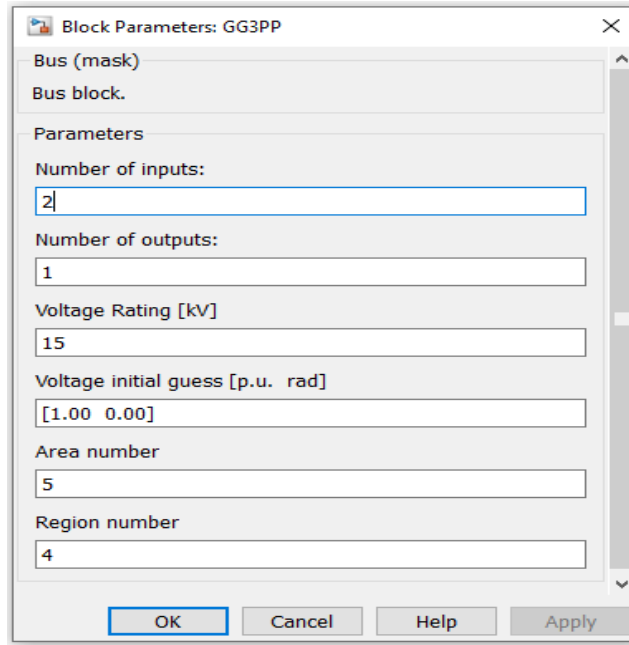 Block Parameters: GG3PP
Bus (mask)
Bus block.
Parameters
Number of inputs:
2
Number of outputs:
1
Voltage Rating [kV]
15
Voltage initial guess [p.u.  rad]
[1.00  0.00]
Area number
5
Region number
4
OK Cancel Help Apply